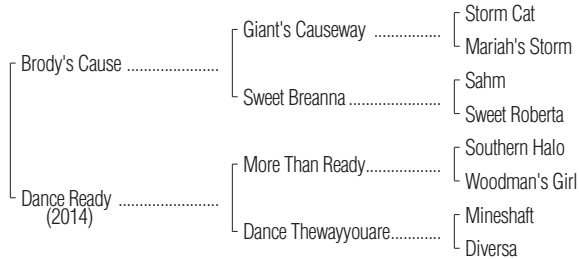 Storm Cat
Giant's Causeway ..................
Mariah's Storm
Brody's Cause .....................
Sahm
Sweet Breanna .....................
Sweet Roberta
Southern Halo
More Than Ready.................
Woodman's Girl
Dance Ready .....................
(2014)
Mineshaft
Dance Thewayyouare............
Diversa